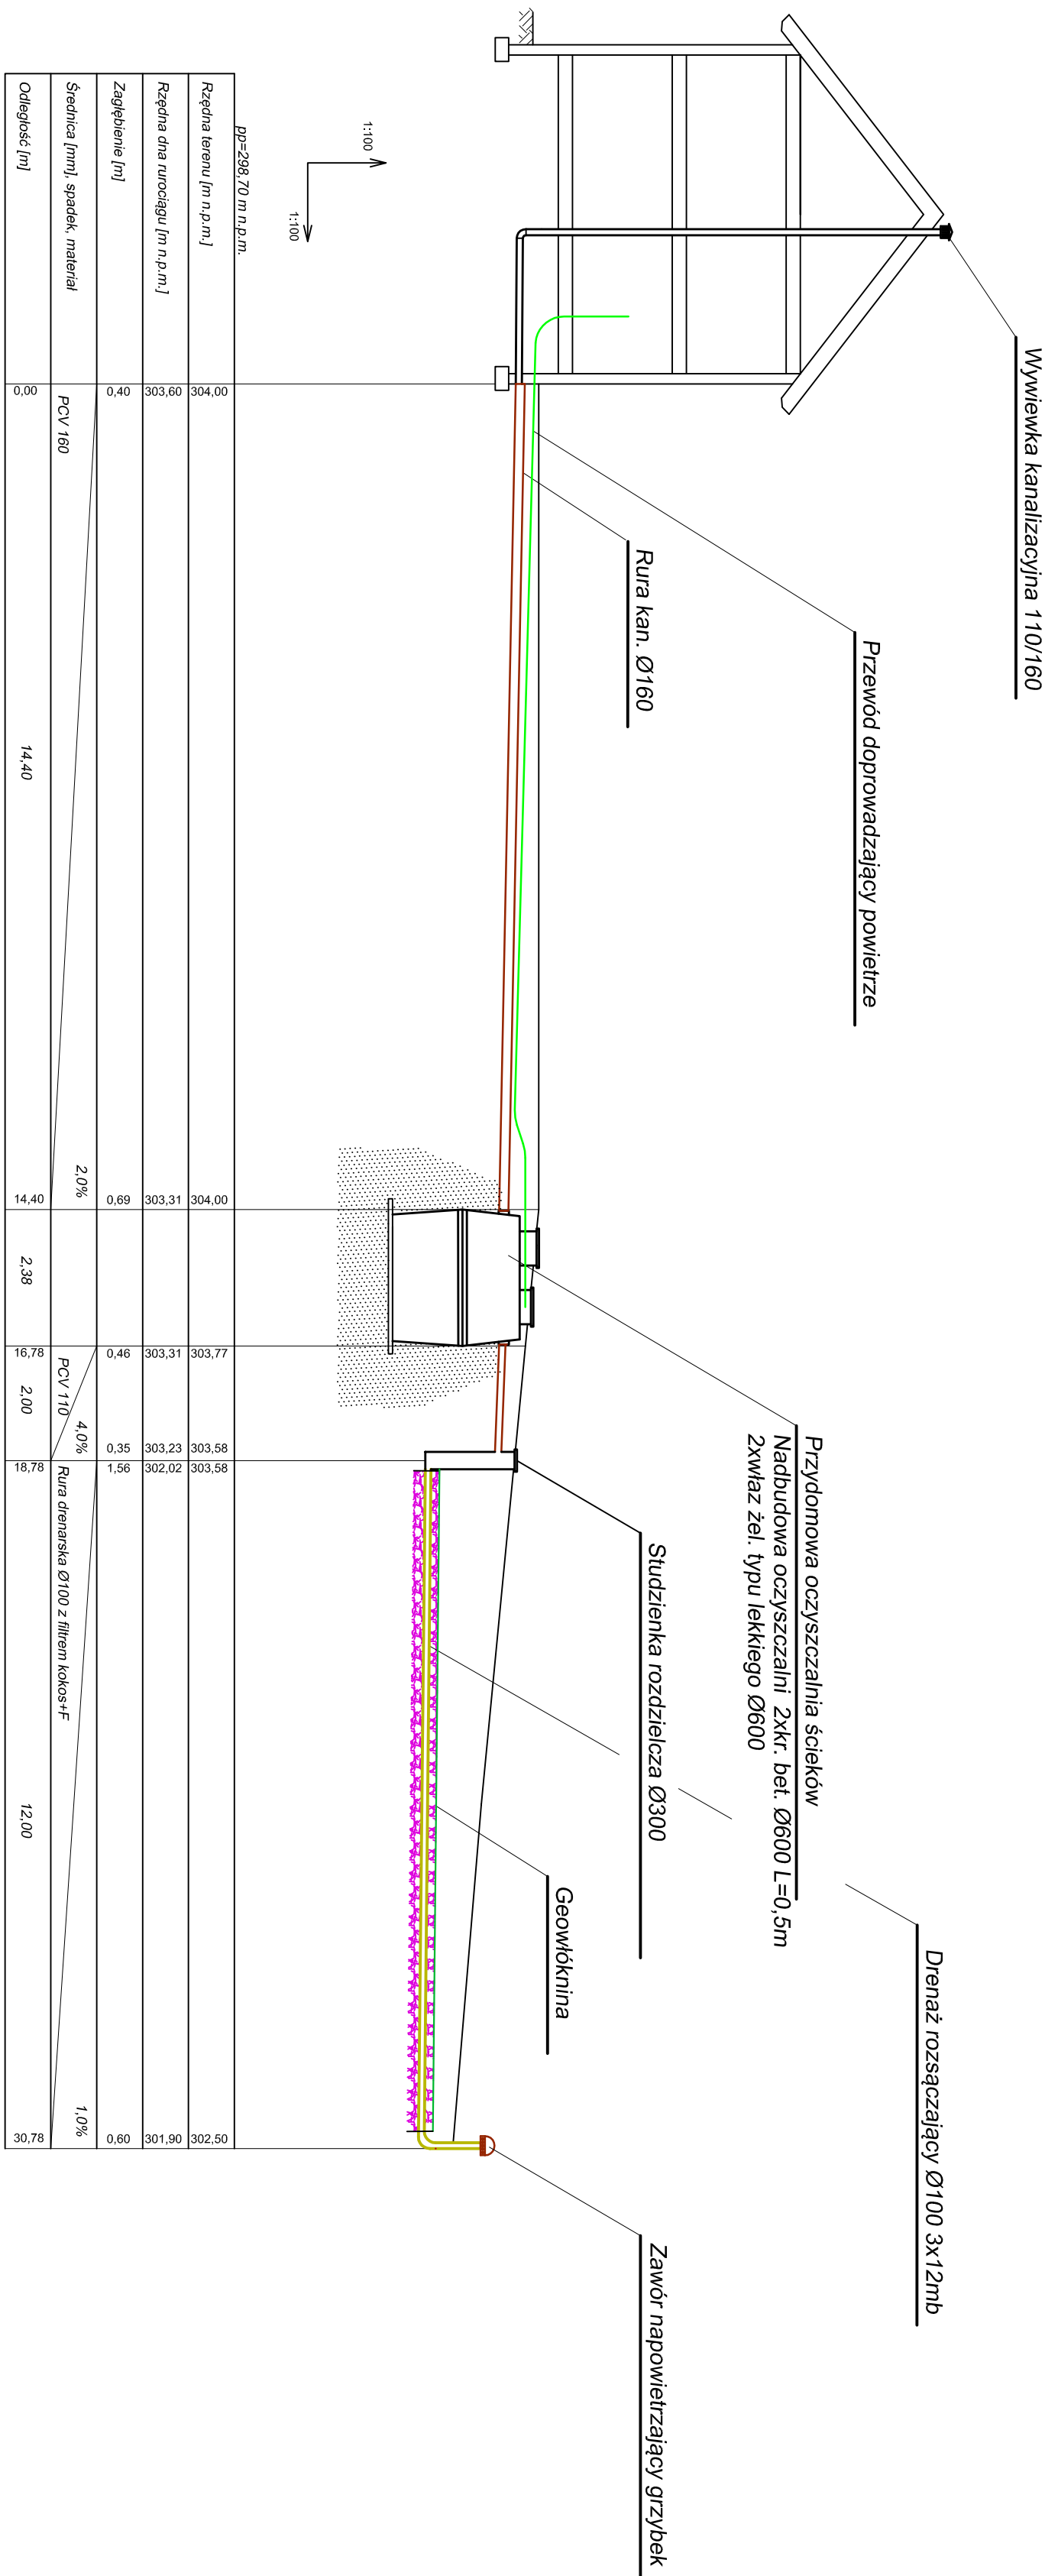 Wywiewka kanalizacyjna 110/160
Przewód doprowadzający powietrze
Rura kan. Ø160
Drenaż rozsączający Ø100 3x12mb
Przydomowa oczyszczalnia ścieków
Nadbudowa oczyszczalni 2xkr. bet. Ø600 L=0,5m
2xwłaz żel. typu lekkiego Ø600
Studzienka rozdzielcza Ø300
Geowłóknina
Zawór napowietrzający grzybek
1:100
1:100
pp=298,70 m n.p.m.
Rzędna terenu [m n.p.m.] 304,00 304,00 303,77 303,58 303,58 302,50
Rzędna dna rurociągu [m n.p.m.] 303,60 303,31 303,31 303,23 302,02 301,90
Zagłębienie [m] 0,40 0,69 0,46 0,35 1,56 0,60
Średnica [mm], spadek, materiał PCV 160 2,0% PCV 110 4,0% Rura drenarska Ø100 z filtrem kokos+F 1,0%
Odległość [m] 0,00 14,40 14,40 2,38 16,78 2,00 18,78 12,00 30,78